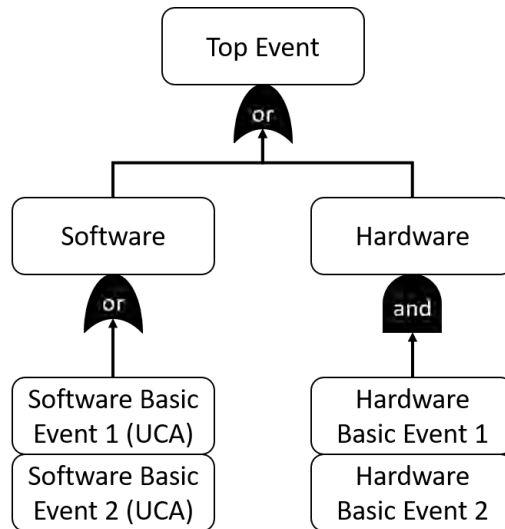 Top Event
or
Software
Hardware
or
and
Software Basic
Event 1 (UCA)
Software Basic
Event 2 (UCA)
Hardware
Basic Event 1
Hardware
Basic Event 2